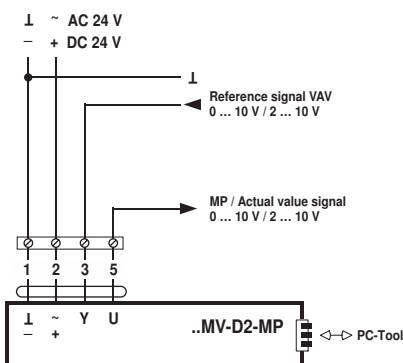 ⊥ ~ AC 24 V
– + DC 24 V
⊥
Reference signal VAV
0 ... 10 V / 2 ... 10 V
MP / Actual value signal
0 ... 10 V / 2 ... 10 V
1 2 3 5
⊥ ~ Y U
– +
..MV-D2-MP
PC-Tool